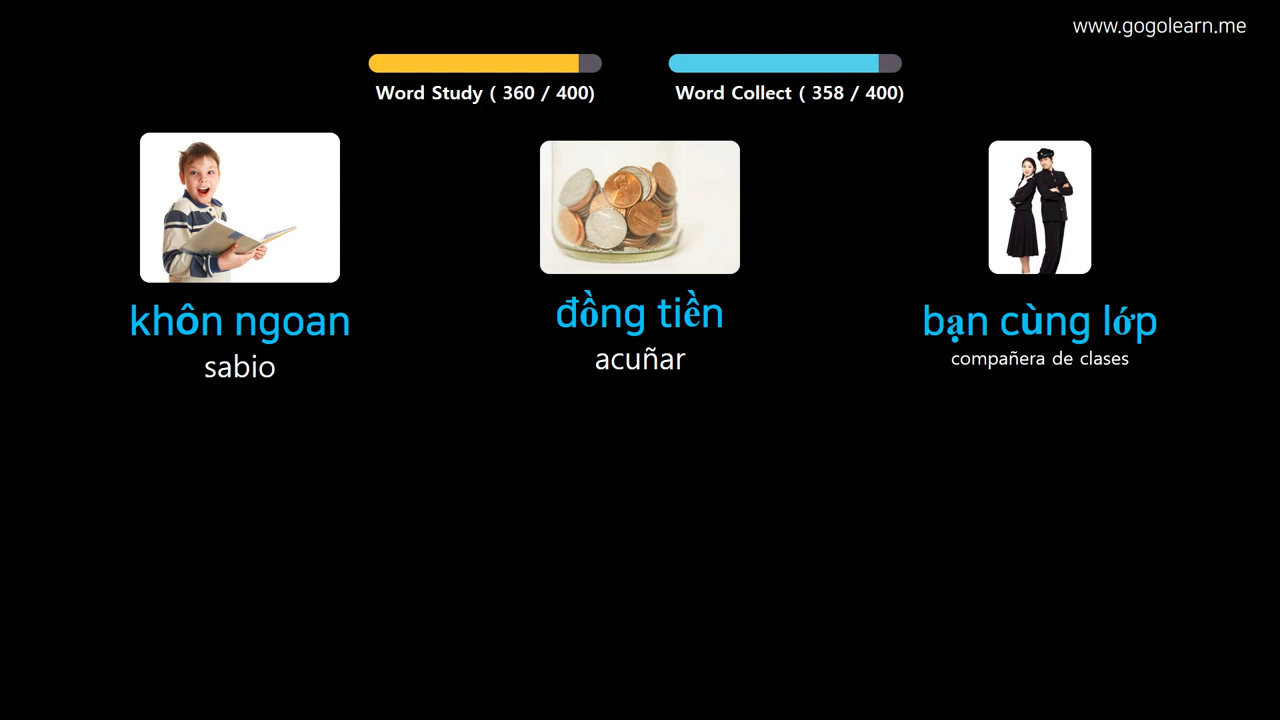 www.gogolearn.me
Word Study ( 360 / 400)
Word Collect ( 358 / 400)
khôn ngoan
sabio
đồng tiền
acuñar
bạn cùng lớp
compañera de clases